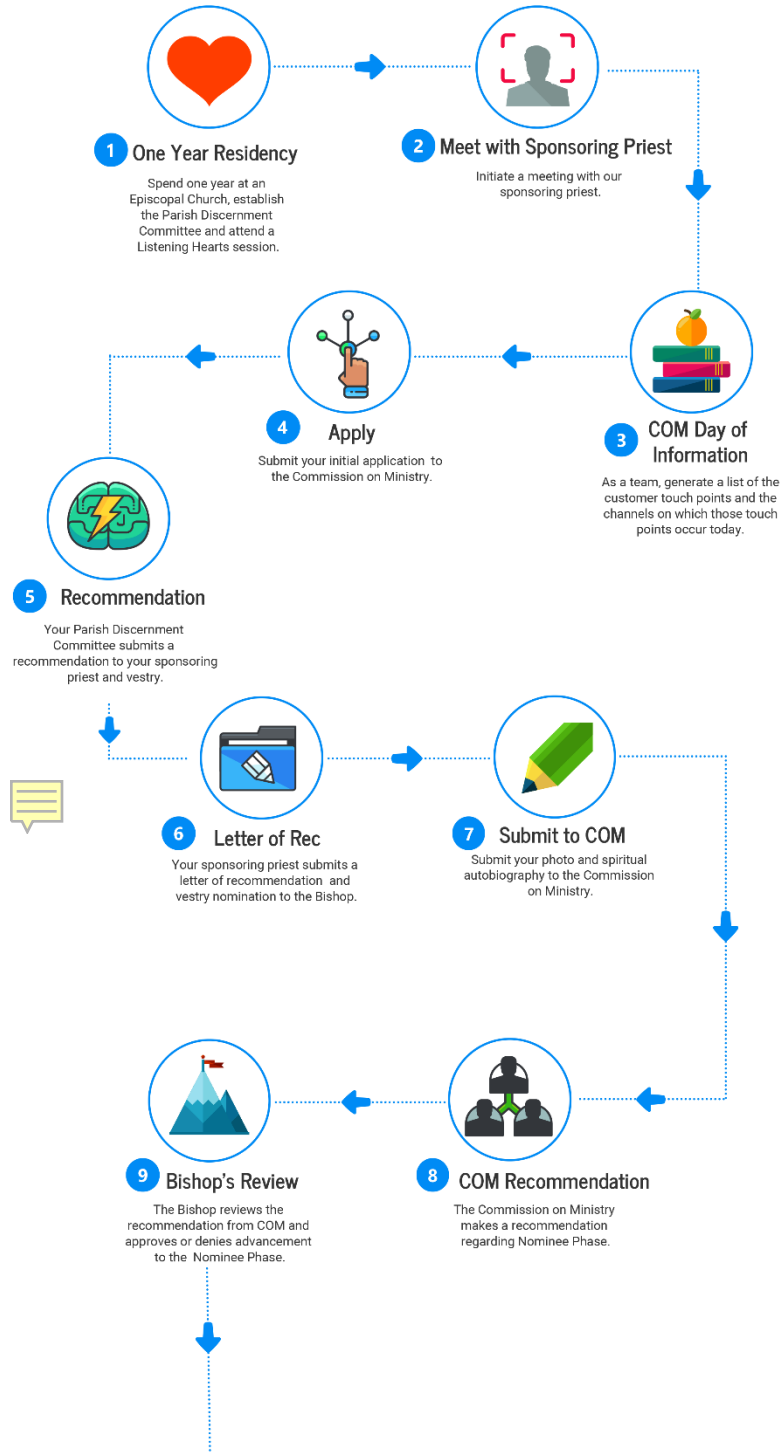 1 One Year Residency
Spend one year at an
Episcopal Church, establish
the Parish Discernment
Committee and attend a
Listening Hearts session.
2 Meet with Sponsoring Priest
Initiate a meeting with our
sponsoring priest.
3 COM Day of
Information
As a team, generate a list of the
customer touch points and the
channels on which those touch
points occur today.
4 Apply
Submit your initial application to
the Commission on Ministry.
5 Recommendation
Your Parish Discernment
Committee submits a
recommendation to your sponsoring
priest and vestry.
6 Letter of Rec
Your sponsoring priest submits a
letter of recommendation and
vestry nomination to the Bishop.
7 Submit to COM
Submit your photo and spiritual
autobiography to the Commission
on Ministry.
8 COM Recommendation
The Commission on Ministry
makes a recommendation
regarding Nominee Phase.
9 Bishop's Review
The Bishop reviews the
recommendation from COM and
approves or denies advancement
to the Nominee Phase.